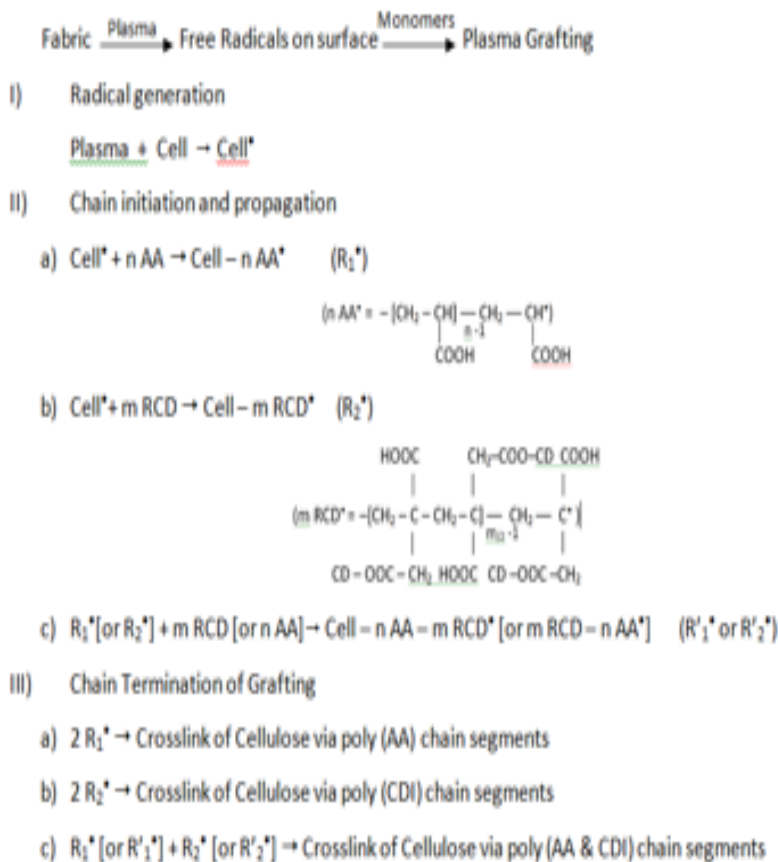 Fabric Plasma → Free Radicals on surface Monomers → Plasma Grafting
I) Radical generation
Plasma + Cell → Cell•
II) Chain initiation and propagation
a) Cell• + n AA → Cell – n AA• (R₁•)
(n AA• = –[CH₂ – CH] — CH₂ — CH•)
n -1
COOH COOH
b) Cell•+ m RCD → Cell – m RCD• (R₂•)
HOOC CH₂-COO-CD COOH
(m RCD• = –[CH₂ – C – CH₂ – C] — CH₂ — C•)
CD – OOC – CH₂ HOOC CD –OOC –CH₂
c) R₁•[or R₂•] + m RCD [or n AA] → Cell – n AA – m RCD• [or m RCD – n AA•] (R'₁• or R'₂•)
III) Chain Termination of Grafting
a) 2 R₁• → Crosslink of Cellulose via poly (AA) chain segments
b) 2 R₂• → Crosslink of Cellulose via poly (CDI) chain segments
c) R₁• [or R'₁•] + R₂• [or R'₂•] → Crosslink of Cellulose via poly (AA & CDI) chain segments